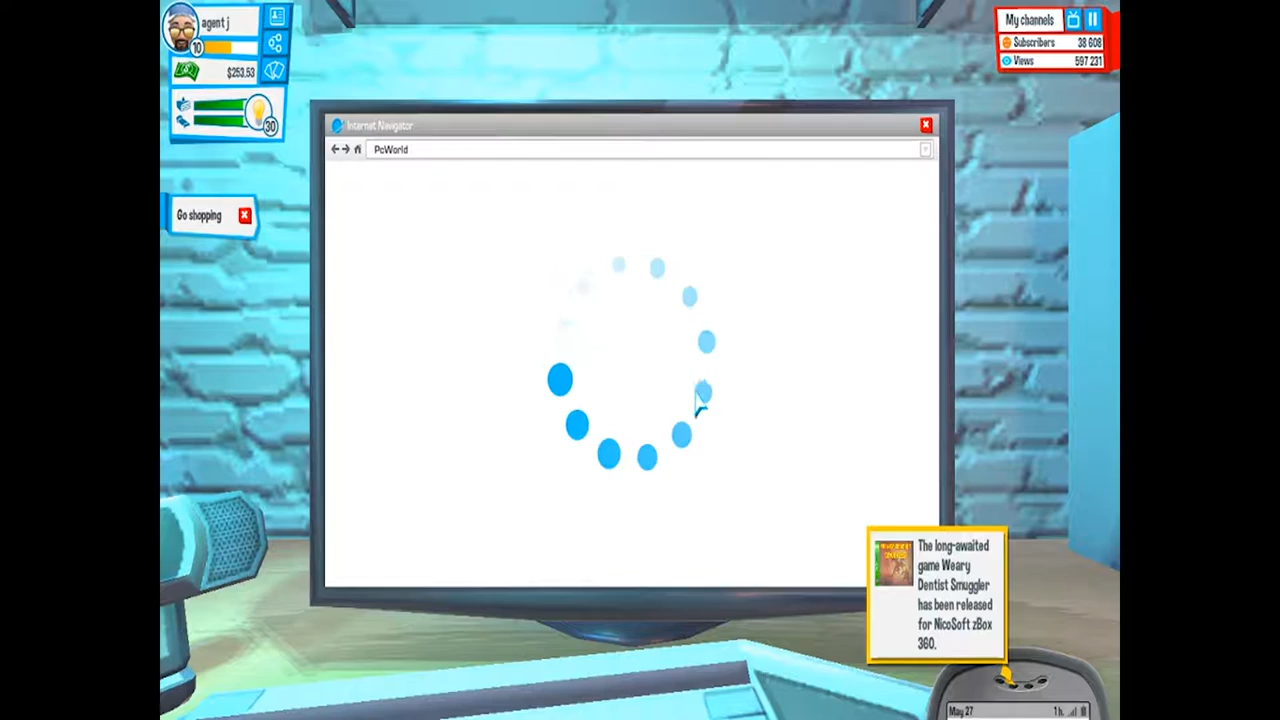 agent j
10
$253.53
30
Go shopping
My channels
Subscribers 38 608
Views 597 231
Internet Navigator
PcWorld
The long-awaited
game Weary
Dentist Smuggler
has been released
for NicoSoft zBox
360.
May 27 1h.